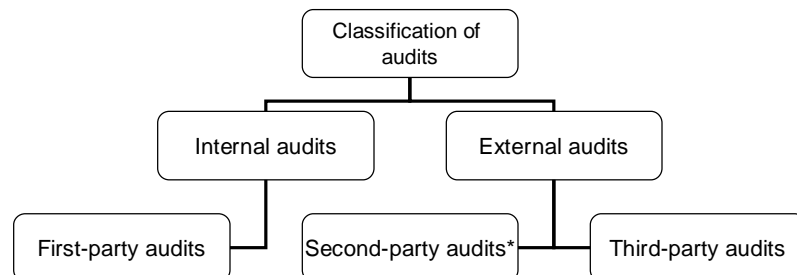 Classification of
audits
Internal audits
External audits
First-party audits
Second-party audits*
Third-party audits